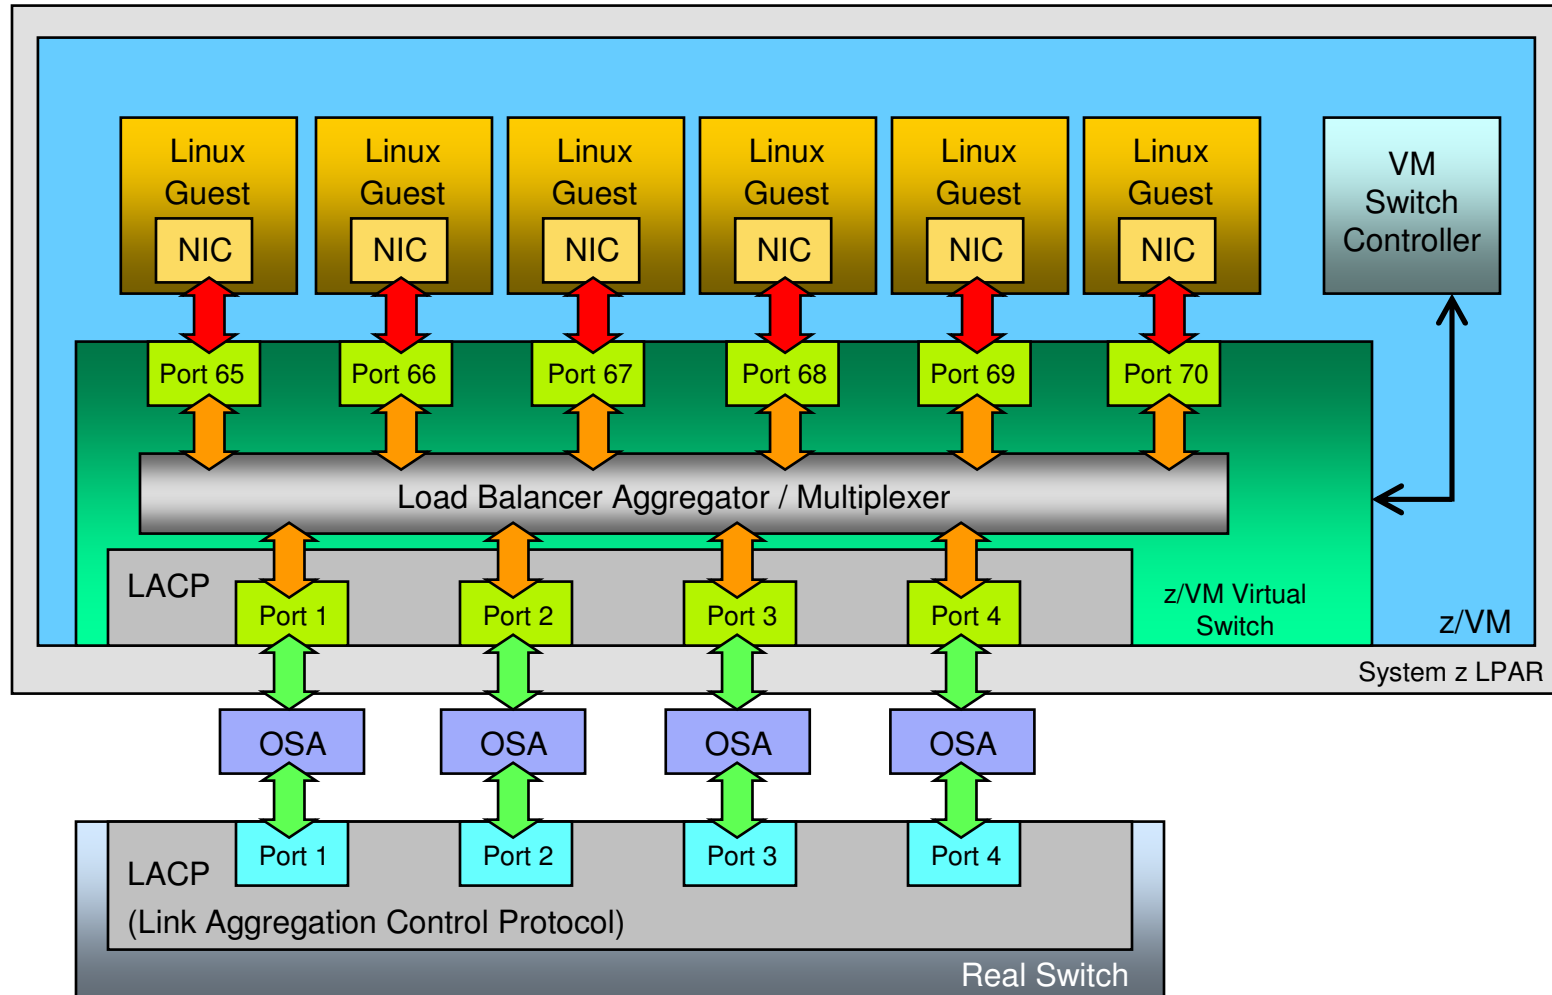 Linux
Guest
NIC
Linux
Guest
NIC
Linux
Guest
NIC
Linux
Guest
NIC
Linux
Guest
NIC
Linux
Guest
NIC
VM
Switch
Controller
Port 65
Port 66
Port 67
Port 68
Port 69
Port 70
Load Balancer Aggregator / Multiplexer
LACP
Port 1
Port 2
Port 3
Port 4
z/VM Virtual
Switch
z/VM
System z LPAR
OSA
OSA
OSA
OSA
Port 1
Port 2
Port 3
Port 4
LACP
(Link Aggregation Control Protocol)
Real Switch